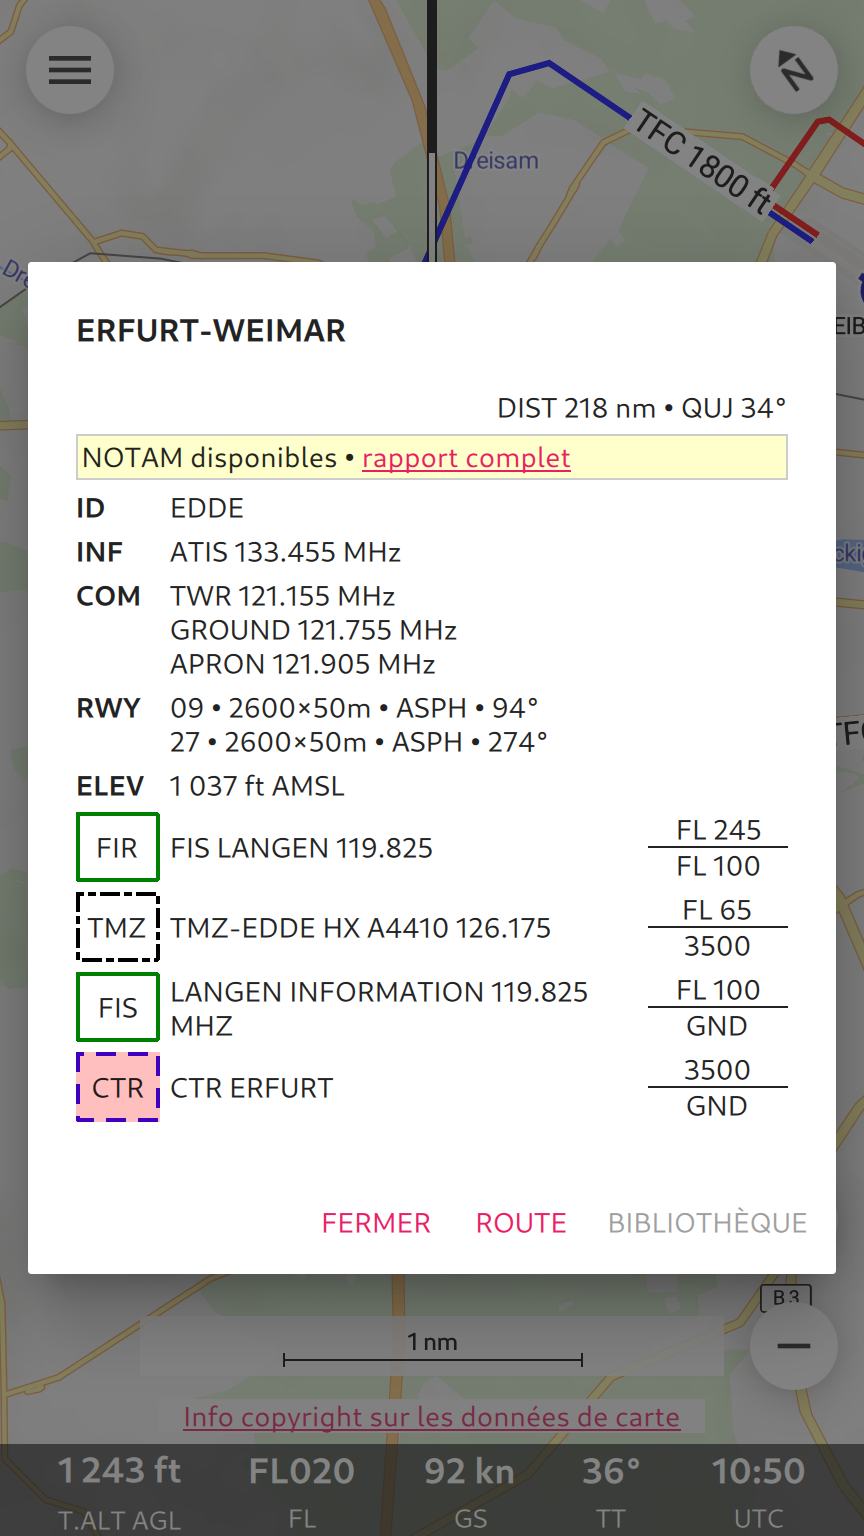 Dreisam
TFC 1800 ft
N
-Dre
EIB
ERFURT-WEIMAR
DIST 218 nm • QUJ 34°
NOTAM disponibles • rapport complet
ID EDDE
INF ATIS 133.455 MHz
COM TWR 121.155 MHz
GROUND 121.755 MHz
APRON 121.905 MHz
RWY 09 • 2600×50m • ASPH • 94°
27 • 2600×50m • ASPH • 274°
ELEV 1 037 ft AMSL
FIR FIS LANGEN 119.825 FL 245
FL 100
TMZ TMZ-EDDE HX A4410 126.175 FL 65
3500
FIS LANGEN INFORMATION 119.825 MHZ FL 100
GND
CTR CTR ERFURT 3500
GND
FERMER ROUTE BIBLIOTHÈQUE
B 3
1 nm
Info copyright sur les données de carte
1 243 ft FL020 92 kn 36° 10:50
T.ALT AGL FL GS TT UTC